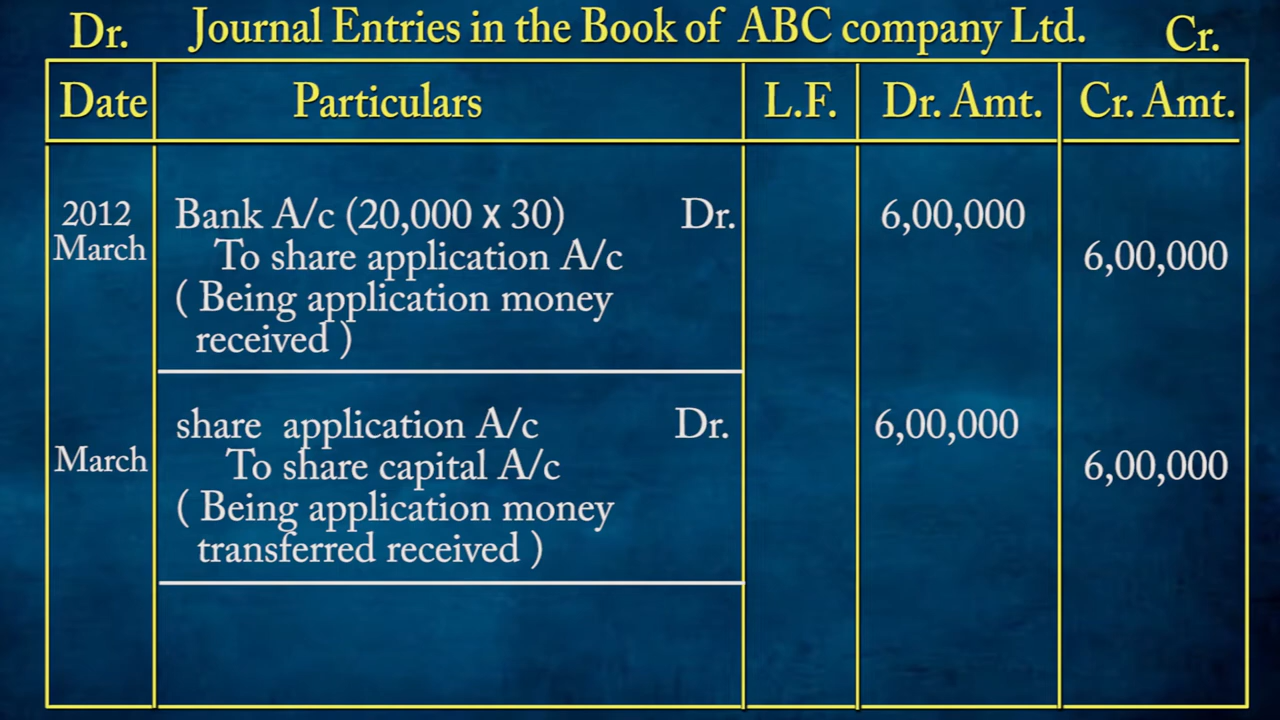 Dr. Journal Entries in the Book of ABC company Ltd. Cr.
Date Particulars L.F. Dr. Amt. Cr. Amt.
2012 Bank A/c (20,000 x 30) Dr. 6,00,000
March To share application A/c 6,00,000
( Being application money
received )
share application A/c Dr. 6,00,000
March To share capital A/c 6,00,000
( Being application money
transferred received )